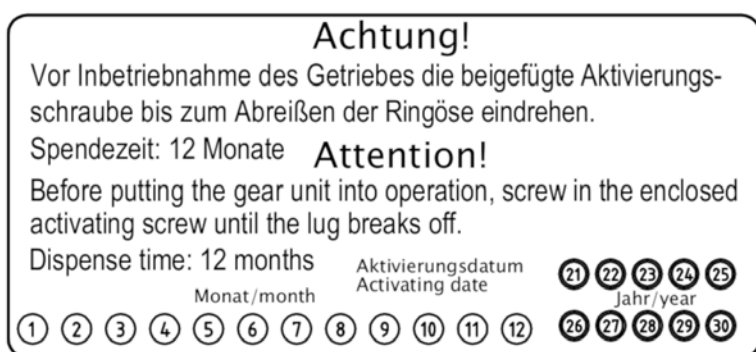 Achtung!
Vor Inbetriebnahme des Getriebes die beigefügte Aktivierungs-
schraube bis zum Abreißen der Ringöse eindrehen.
Spendezeit: 12 Monate
Attention!
Before putting the gear unit into operation, screw in the enclosed
activating screw until the lug breaks off.
Dispense time: 12 months
Aktivierungsdatum
Activating date
Monat/month
1 2 3 4 5 6 7 8 9 10 11 12
21 22 23 24 25
Jahr/year
26 27 28 29 30